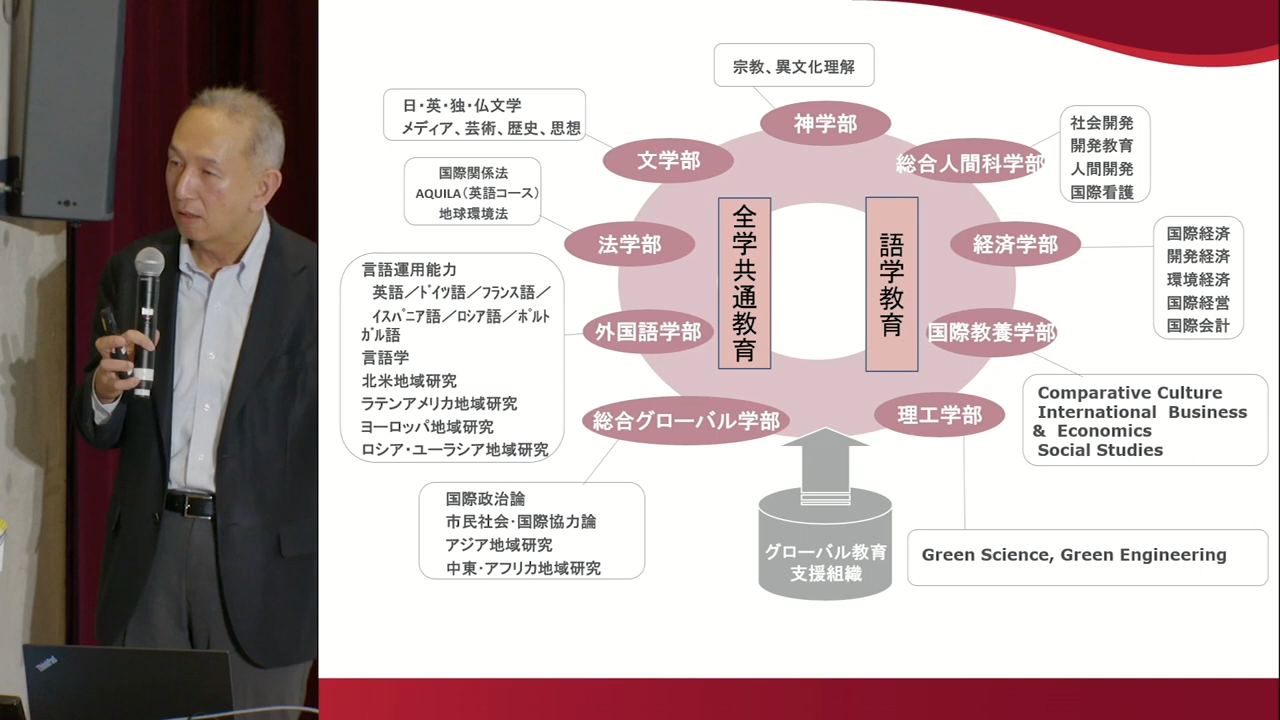 宗教、異文化理解
神学部
日・英・独・仏文学
メディア、芸術、歴史、思想
文学部
総合人間科学部
社会開発
開発教育
人間開発
国際看護
国際関係法
AQUILA(英語コース)
地球環境法
法学部
経済学部
国際経済
開発経済
環境経済
国際経営
国際会計
全学共通教育
語学教育
言語運用能力
英語／ﾄﾞｲﾂ語／ﾌﾗﾝｽ語／
ｲｽﾊﾟﾆｱ語／ﾛｼｱ語／ﾎﾟﾙﾄ
ｶﾞﾙ語
言語学
北米地域研究
ラテンアメリカ地域研究
ヨーロッパ地域研究
ロシア・ユーラシア地域研究
外国語学部
国際教養学部
Comparative Culture
International Business
& Economics
Social Studies
総合グローバル学部
理工学部
国際政治論
市民社会・国際協力論
アジア地域研究
中東・アフリカ地域研究
グローバル教育
支援組織
Green Science, Green Engineering
ThinkPad